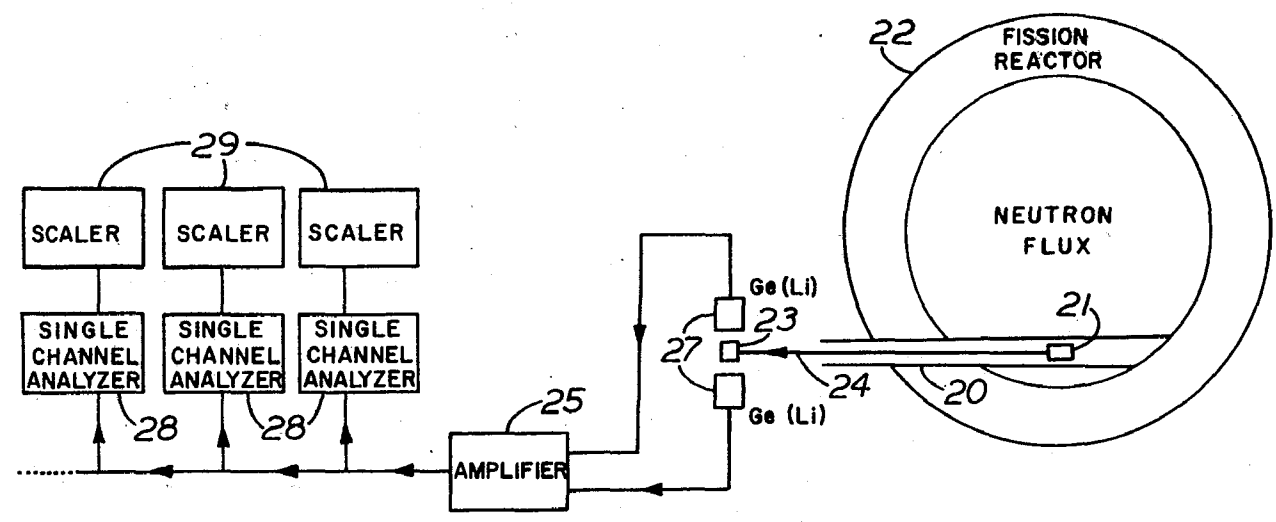 22
FISSION
REACTOR
NEUTRON
FLUX
21
20
24
23
Ge (Li)
27
Ge (Li)
25
AMPLIFIER
29
SCALER
SCALER
SCALER
SINGLE
CHANNEL
ANALYZER
SINGLE
CHANNEL
ANALYZER
SINGLE
CHANNEL
ANALYZER
28
28